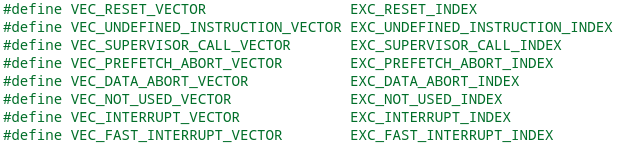 #define VEC_RESET_VECTOR EXC_RESET_INDEX
#define VEC_UNDEFINED_INSTRUCTION_VECTOR EXC_UNDEFINED_INSTRUCTION_INDEX
#define VEC_SUPERVISOR_CALL_VECTOR EXC_SUPERVISOR_CALL_INDEX
#define VEC_PREFETCH_ABORT_VECTOR EXC_PREFETCH_ABORT_INDEX
#define VEC_DATA_ABORT_VECTOR EXC_DATA_ABORT_INDEX
#define VEC_NOT_USED_VECTOR EXC_NOT_USED_INDEX
#define VEC_INTERRUPT_VECTOR EXC_INTERRUPT_INDEX
#define VEC_FAST_INTERRUPT_VECTOR EXC_FAST_INTERRUPT_INDEX